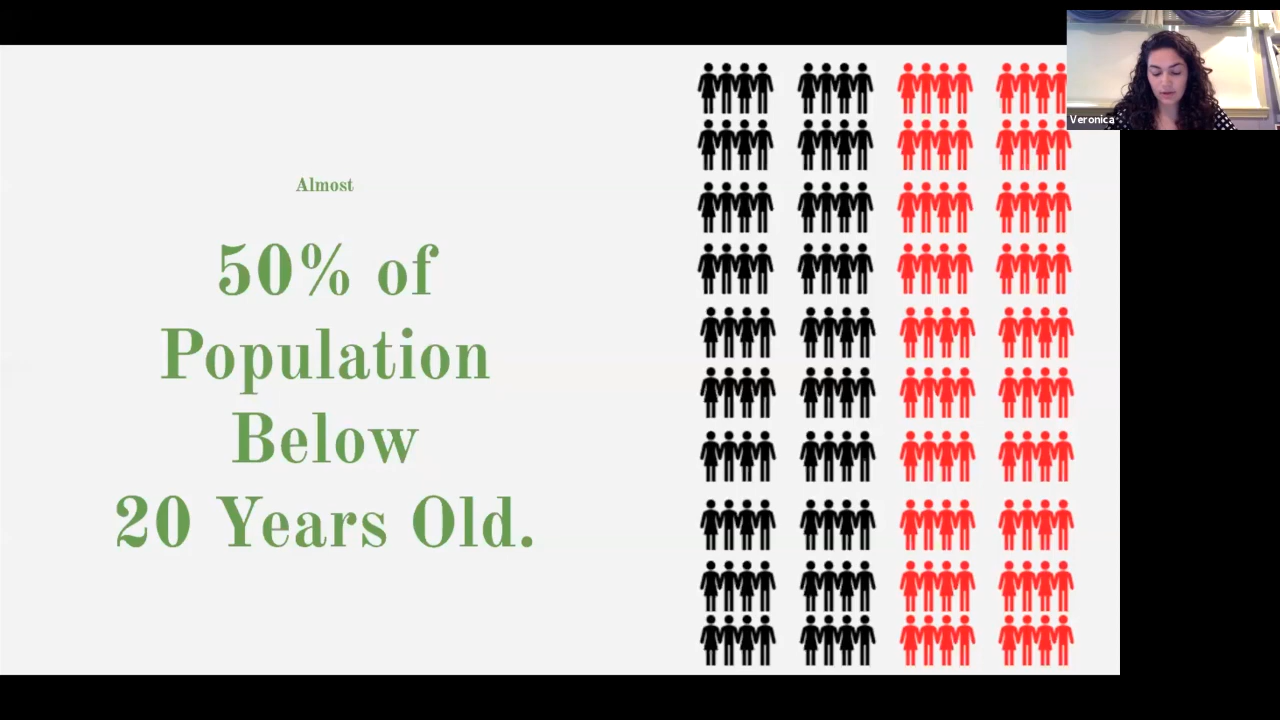 Almost
50% of
Population
Below
20 Years Old.
Veronica